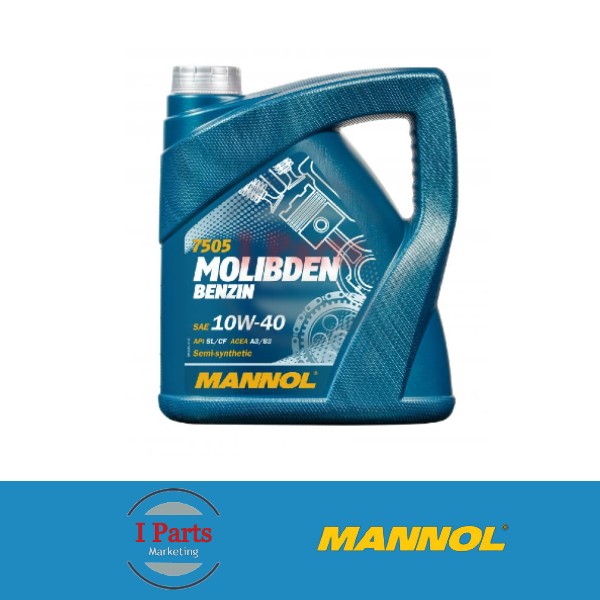 7505
MOLIBDEN
BENZIN
SAE 10W-40
API SL/CF ACEA A3/B3
Semi-synthetic
MANNOL
I Parts
Marketing
MANNOL®